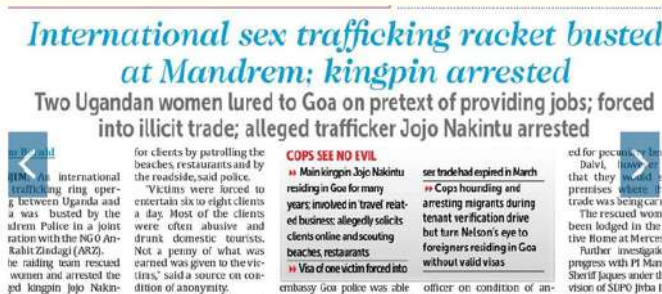 International sex trafficking racket busted
at Mandrem; kingpin arrested
Two Ugandan women lured to Goa on pretext of providing jobs; forced
into illicit trade; alleged trafficker Jojo Nakintu arrested
An international
trafficking ring oper-
between Uganda and
a was busted by the
Police in a joint
ration with the NGO An-
Rahit Zindagi (ARZ).
raiding team rescued
women and arrested the
ged kingpin Jojo Nakin-
for clients by patrolling the
beaches, restaurants and by
the roadside, said police.
"Victims were forced to
entertain six to eight clients
a day. Most of the clients
were often abusive and
drunk domestic tourists.
Not a penny of what was
earned was given to the vic-
tims," said a source on con-
dition of anonymity.
COPS SEE NO EVIL
Main kingpin Jojo Nakintu
residing in Goa for many
years; involved in 'travel relat-
ed business; allegedly solicits
clients online and scouting
beaches, restaurants
Visa of one victim forced into
sex trade had expired in March
Cops hounding and
arresting migrants during
tenant verification drive
but turn Nelson's eye to
foreigners residing in Goa
without valid visas
embassy Goa police was able
officer on condition of an-
ed for
Dalvi,
that they
premises
trade was being
The rescued
been lodged in the
tive Home at
Further
progress with PI
Sheriff Jaques under
vision of SDPO Jivba